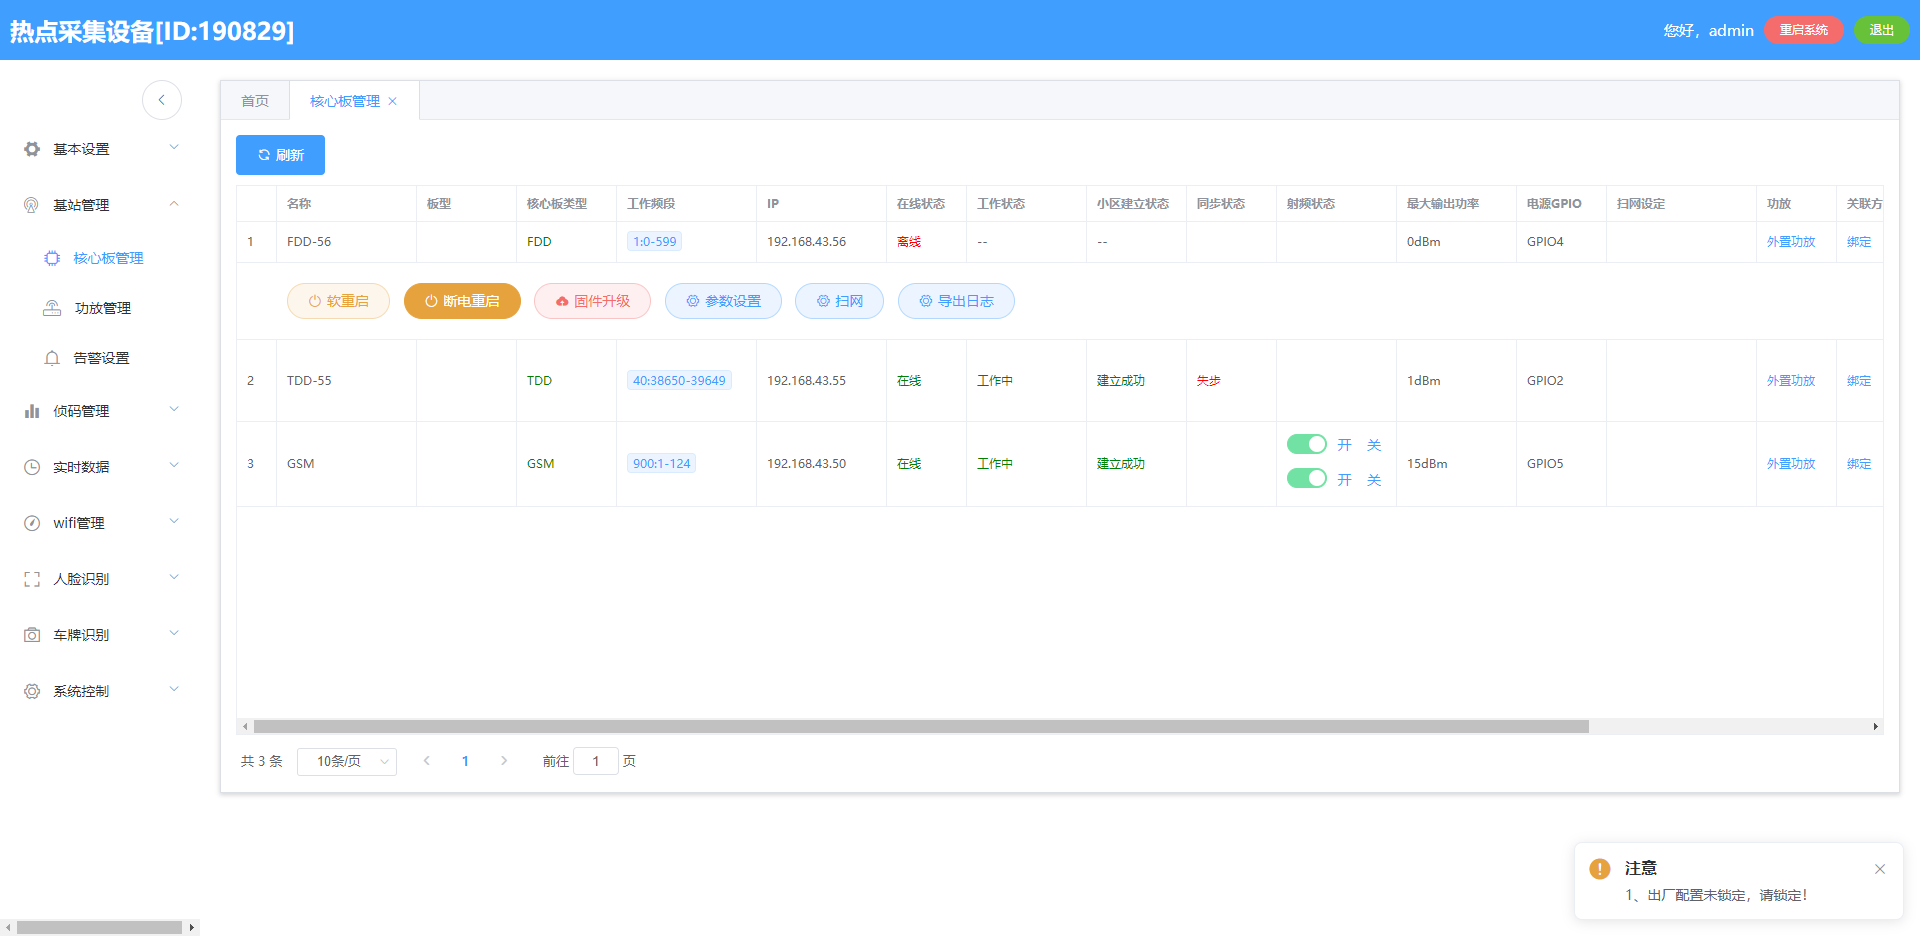 热点采集设备[ID:190829]
您好，admin 重启系统 退出
首页 核心板管理
基本设置
基站管理
核心板管理
功放管理
告警设置
侦码管理
实时数据
wifi管理
人脸识别
车牌识别
系统控制
刷新
名称 板型 核心板类型 工作频段 IP 在线状态 工作状态 小区建立状态 同步状态 射频状态 最大输出功率 电源GPIO 扫网设定 功放 关联方
1 FDD-56 FDD 1:0-599 192.168.43.56 离线 -- -- 0dBm GPIO4 外置功放 绑定
软重启 断电重启 固件升级 参数设置 扫网 导出日志
2 TDD-55 TDD 40:38650-39649 192.168.43.55 在线 工作中 建立成功 失步 1dBm GPIO2 外置功放 绑定
开 关
3 GSM GSM 900:1-124 192.168.43.50 在线 工作中 建立成功 15dBm GPIO5 外置功放 绑定
开 关
共 3 条 10条/页 1 前往 1 页
注意
1、出厂配置未锁定，请锁定！